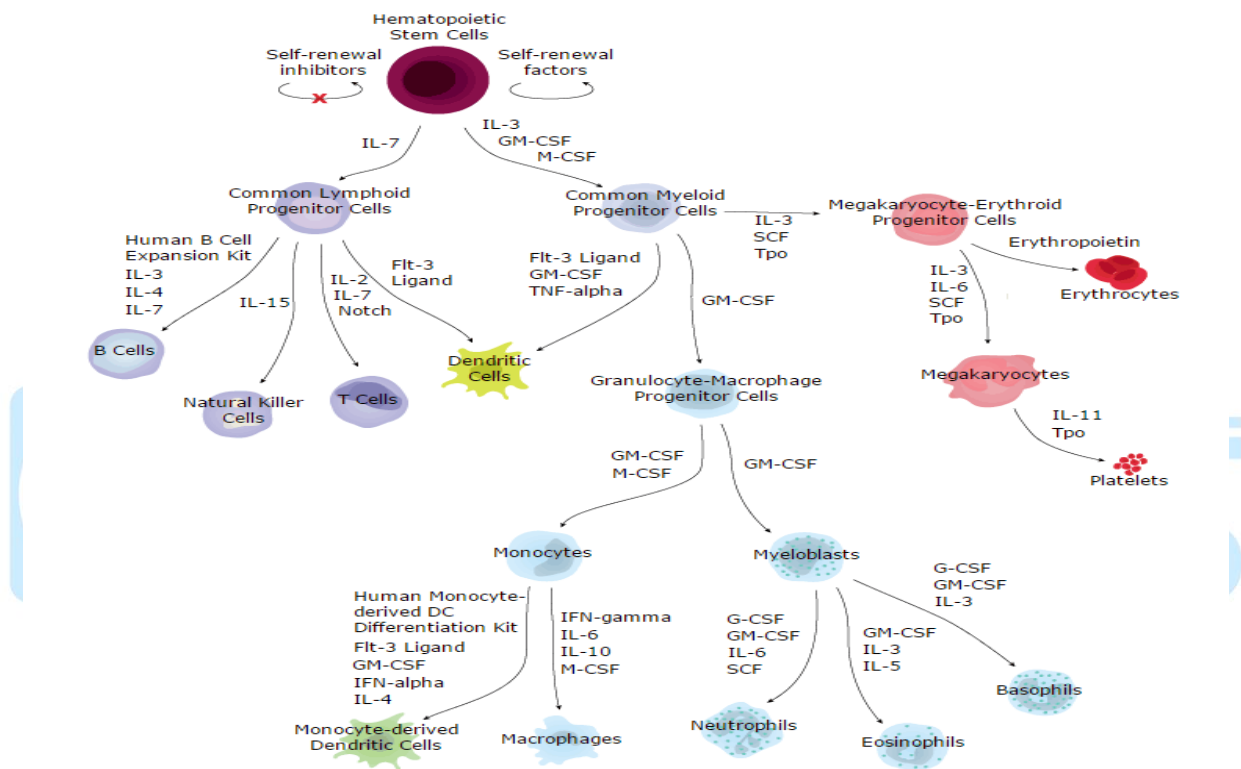 Hematopoietic
Stem Cells
Self-renewal
inhibitors
X
Self-renewal
factors
IL-7
IL-3
GM-CSF
M-CSF
Common Lymphoid
Progenitor Cells
Common Myeloid
Progenitor Cells
Megakaryocyte-Erythroid
Progenitor Cells
IL-3
SCF
Tpo
Human B Cell
Expansion Kit
IL-3
IL-4
IL-7
IL-15
IL-2
IL-7
Notch
Flt-3
Ligand
Flt-3 Ligand
GM-CSF
TNF-alpha
GM-CSF
IL-3
IL-6
SCF
Tpo
Erythropoietin
Erythrocytes
B Cells
Natural Killer
Cells
T Cells
Dendritic
Cells
Granulocyte-Macrophage
Progenitor Cells
Megakaryocytes
IL-11
Tpo
Platelets
GM-CSF
M-CSF
GM-CSF
Monocytes
Myeloblasts
Human Monocyte-
derived DC
Differentiation Kit
Flt-3 Ligand
GM-CSF
IFN-alpha
IL-4
IFN-gamma
IL-6
IL-10
M-CSF
G-CSF
GM-CSF
IL-6
SCF
GM-CSF
IL-3
IL-5
G-CSF
GM-CSF
IL-3
Monocyte-derived
Dendritic Cells
Macrophages
Neutrophils
Eosinophils
Basophils